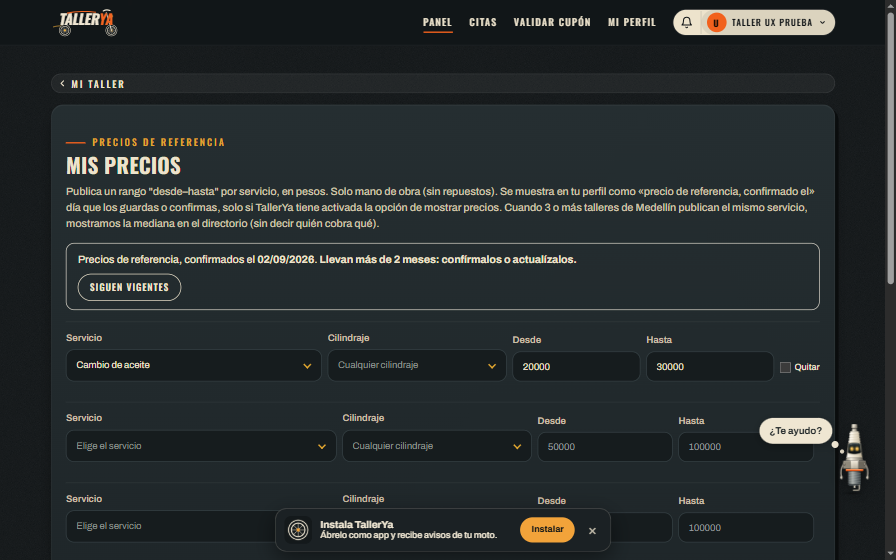 TALLERYA
PANEL
CITAS
VALIDAR CUPÓN
MI PERFIL
U
TALLER UX PRUEBA
MI TALLER
PRECIOS DE REFERENCIA
MIS PRECIOS
Publica un rango "desde–hasta" por servicio, en pesos. Solo mano de obra (sin repuestos). Se muestra en tu perfil como «precio de referencia, confirmado el»
día que los guardas o confirmas, solo si TallerYa tiene activada la opción de mostrar precios. Cuando 3 o más talleres de Medellín publican el mismo servicio,
mostramos la mediana en el directorio (sin decir quién cobra qué).
Precios de referencia, confirmados el 02/09/2026. Llevan más de 2 meses: confírmalos o actualízalos.
SIGUEN VIGENTES
Servicio
Cilindraje
Desde
Hasta
Cambio de aceite
Cualquier cilindraje
20000
30000
Quitar
Servicio
Cilindraje
Desde
Hasta
Elige el servicio
Cualquier cilindraje
50000
100000
¿Te ayudo?
Servicio
Cilindraje
Desde
Hasta
Elige el servicio
100000
Instala TallerYa
Ábrelo como app y recibe avisos de tu moto.
Instalar
×